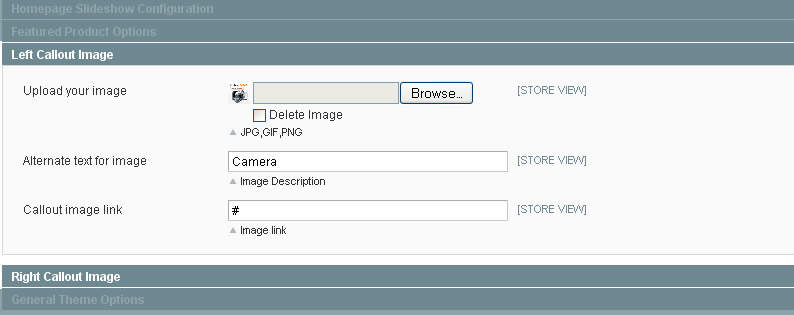 Homepage Slideshow Configuration
Featured Product Options
Left Callout Image
Upload your image Browse... [STORE VIEW]
Delete Image
JPG,GIF,PNG
Alternate text for image Camera [STORE VIEW]
Image Description
Callout image link # [STORE VIEW]
Image link
Right Callout Image
General Theme Options